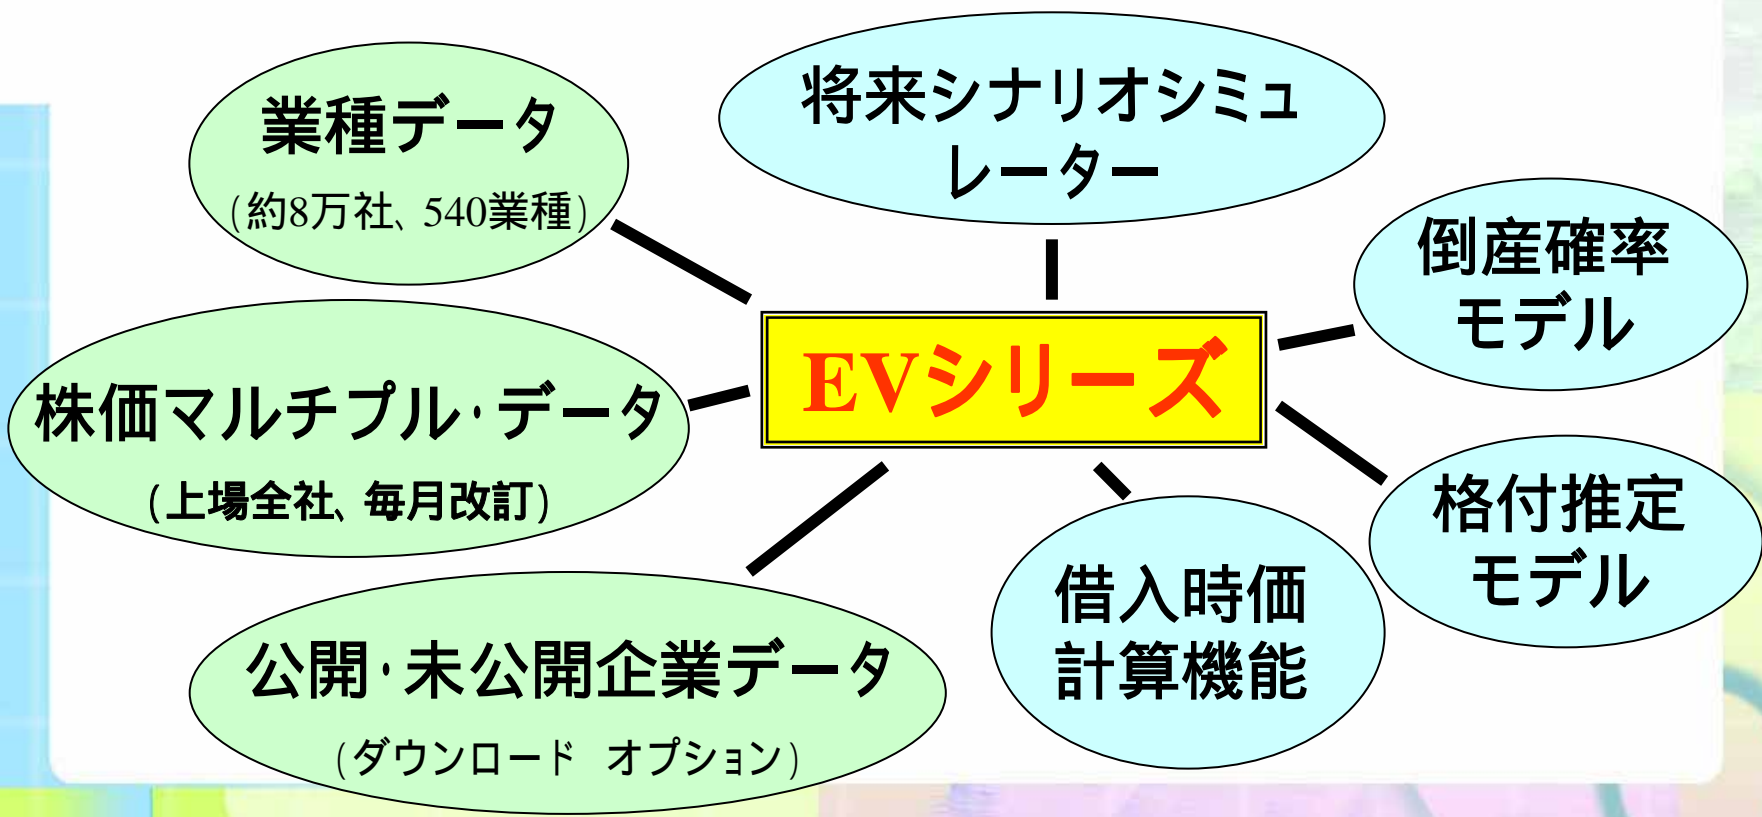 業種データ
(約8万社、540業種)
将来シナリオシミュ
レーター
倒産確率
モデル
EVシリーズ
株価マルチプル・データ
(上場全社、毎月改訂)
格付推定
モデル
借入時価
計算機能
公開・未公開企業データ
(ダウンロード オプション)